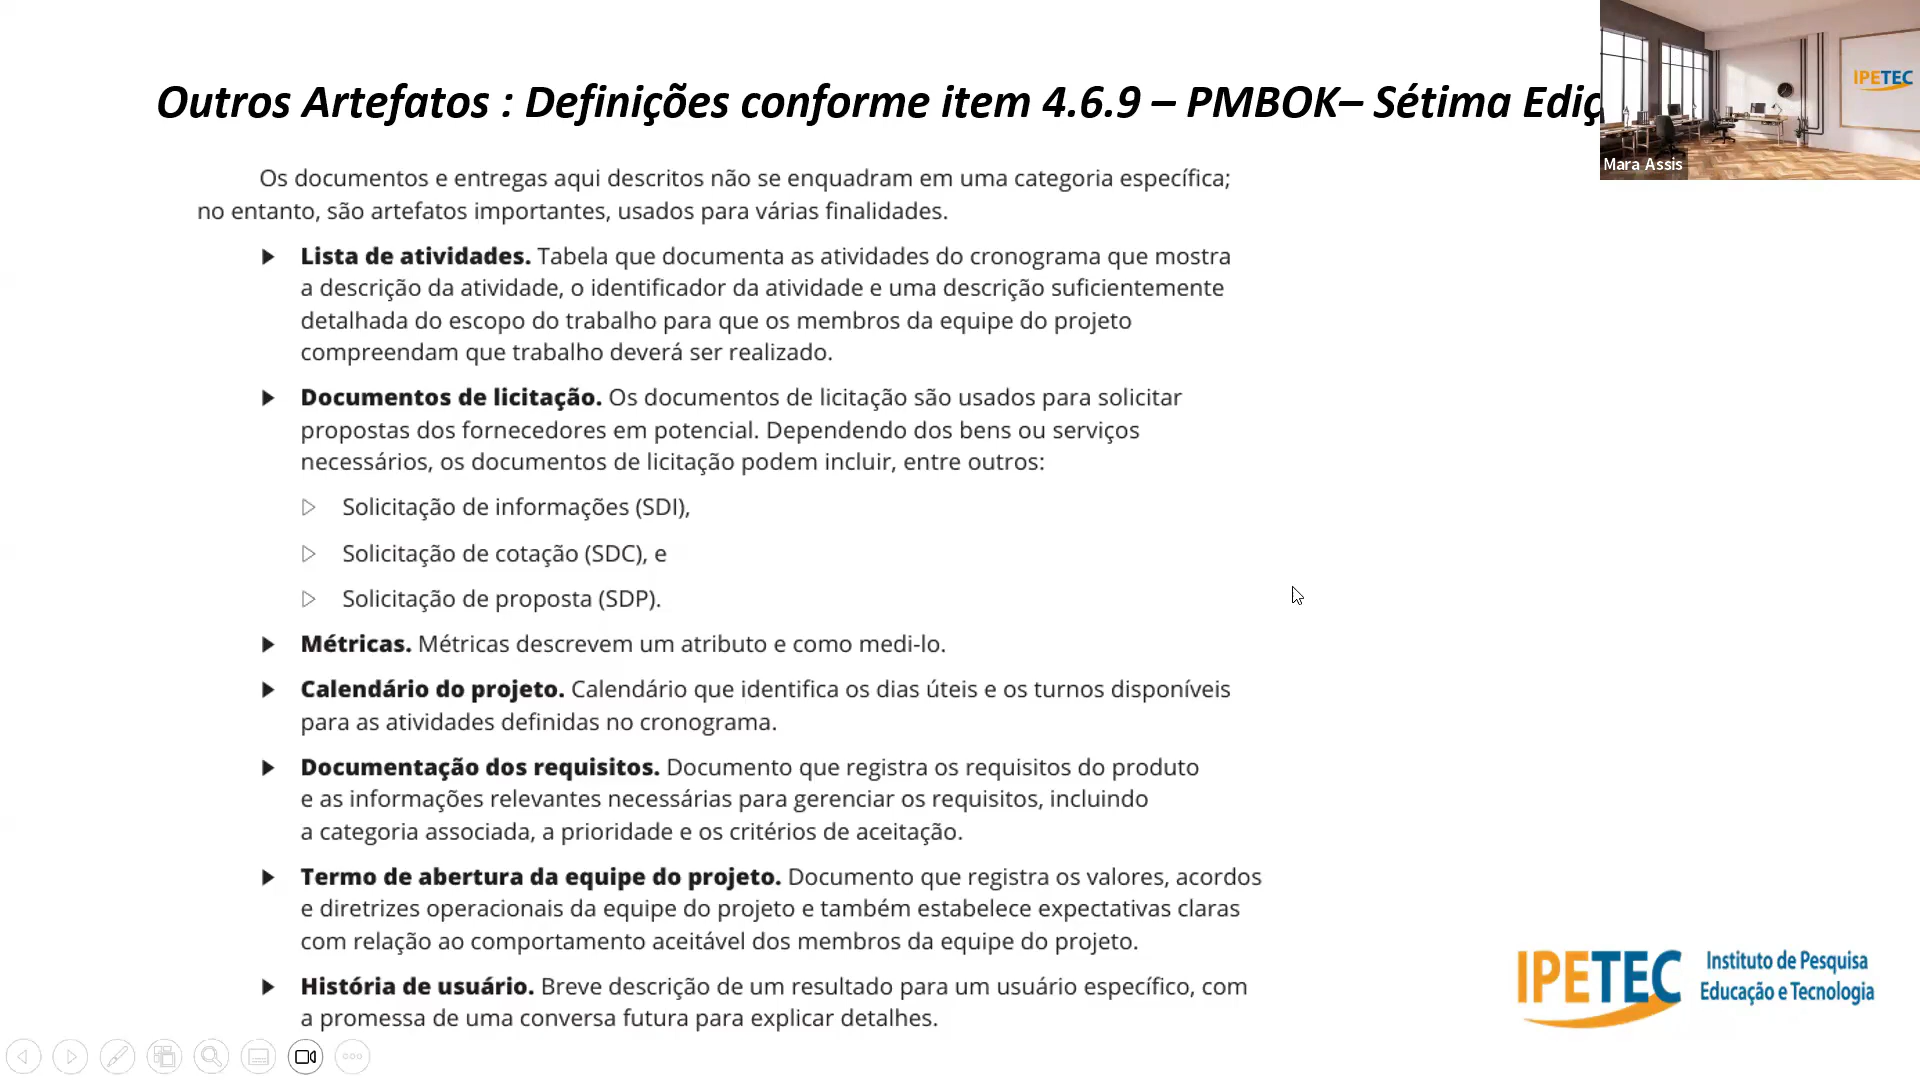 Outros Artefatos : Definições conforme item 4.6.9 – PMBOK– Sétima Ediç
IPETEC
Mara Assis
Os documentos e entregas aqui descritos não se enquadram em uma categoria específica;
no entanto, são artefatos importantes, usados para várias finalidades.
Lista de atividades. Tabela que documenta as atividades do cronograma que mostra
a descrição da atividade, o identificador da atividade e uma descrição suficientemente
detalhada do escopo do trabalho para que os membros da equipe do projeto
compreendam que trabalho deverá ser realizado.
Documentos de licitação. Os documentos de licitação são usados para solicitar
propostas dos fornecedores em potencial. Dependendo dos bens ou serviços
necessários, os documentos de licitação podem incluir, entre outros:
Solicitação de informações (SDI),
Solicitação de cotação (SDC), e
Solicitação de proposta (SDP).
Métricas. Métricas descrevem um atributo e como medi-lo.
Calendário do projeto. Calendário que identifica os dias úteis e os turnos disponíveis
para as atividades definidas no cronograma.
Documentação dos requisitos. Documento que registra os requisitos do produto
e as informações relevantes necessárias para gerenciar os requisitos, incluindo
a categoria associada, a prioridade e os critérios de aceitação.
Termo de abertura da equipe do projeto. Documento que registra os valores, acordos
e diretrizes operacionais da equipe do projeto e também estabelece expectativas claras
com relação ao comportamento aceitável dos membros da equipe do projeto.
História de usuário. Breve descrição de um resultado para um usuário específico, com
a promessa de uma conversa futura para explicar detalhes.
IPETEC
Instituto de Pesquisa
Educação e Tecnologia